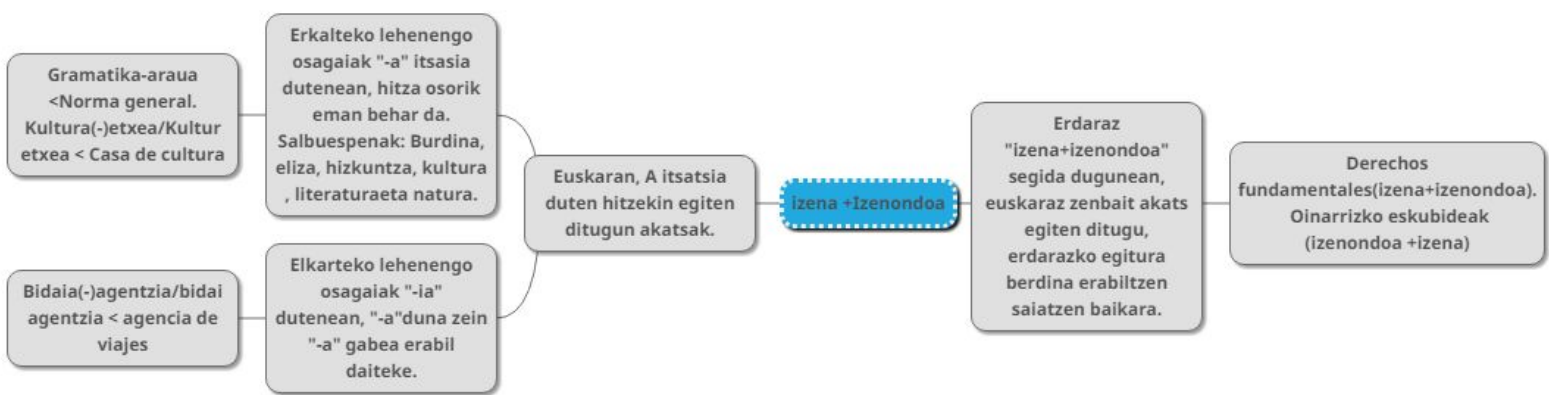 Gramatika-araua
<Norma general.
Kultura(-)etxea/Kultur
etxea < Casa de cultura
Erkalteko lehenengo
osagaiak "-a" itsasia
dutenean, hitza osorik
eman behar da.
Salbuespenak: Burdina,
eliza, hizkuntza, kultura
, literaturaeta natura.
Bidaia(-)agentzia/bidai
agentzia < agencia de
viajes
Elkarteko lehenengo
osagaiak "-ia"
dutenean, "-a"duna zein
"-a" gabea erabil
daiteke.
Euskaran, A itsatsia
duten hitzekin egiten
ditugun akatsak.
izena +Izenondoa
Erdaraz
"izena+izenondoa"
segida dugunean,
euskaraz zenbait akats
egiten ditugu,
erdarazko egitura
berdina erabiltzen
saiatzen baikara.
Derechos
fundamentales(izena+izenondoa).
Oinarrizko eskubideak
(izenondoa +izena)